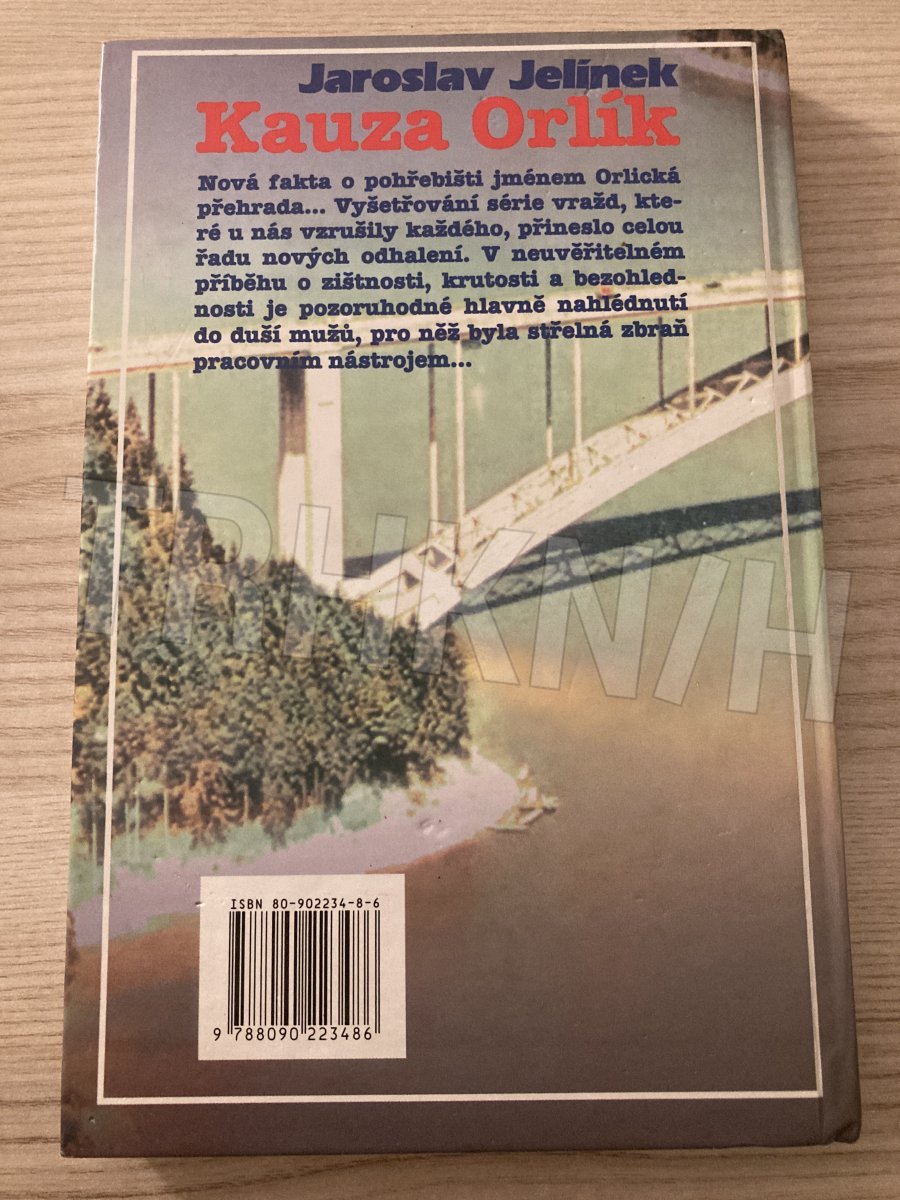 Jaroslav Jelínek
Kauza Orlík
Nová fakta o pohřebišti jménem Orlická
přehrada... Vyšetřování série vražd, kte-
ré u nás vzrušily každého, přineslo celou
řadu nových odhalení. V neuvěřitelném
příběhu o zištnosti, krutosti a bezohled-
nosti je pozoruhodné hlavně nahlédnutí
do duší mužů, pro něž byla střelná zbraň
pracovním nástrojem...
TRHKNIH
ISBN 80-902234-8-6
9 788090 223486